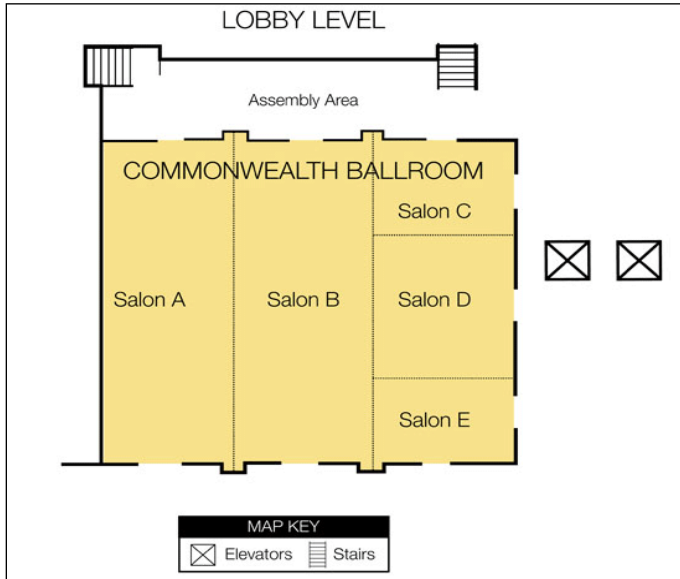 LOBBY LEVEL
Assembly Area
COMMONWEALTH BALLROOM
Salon C
Salon A
Salon B
Salon D
Salon E
MAP KEY
Elevators
Stairs